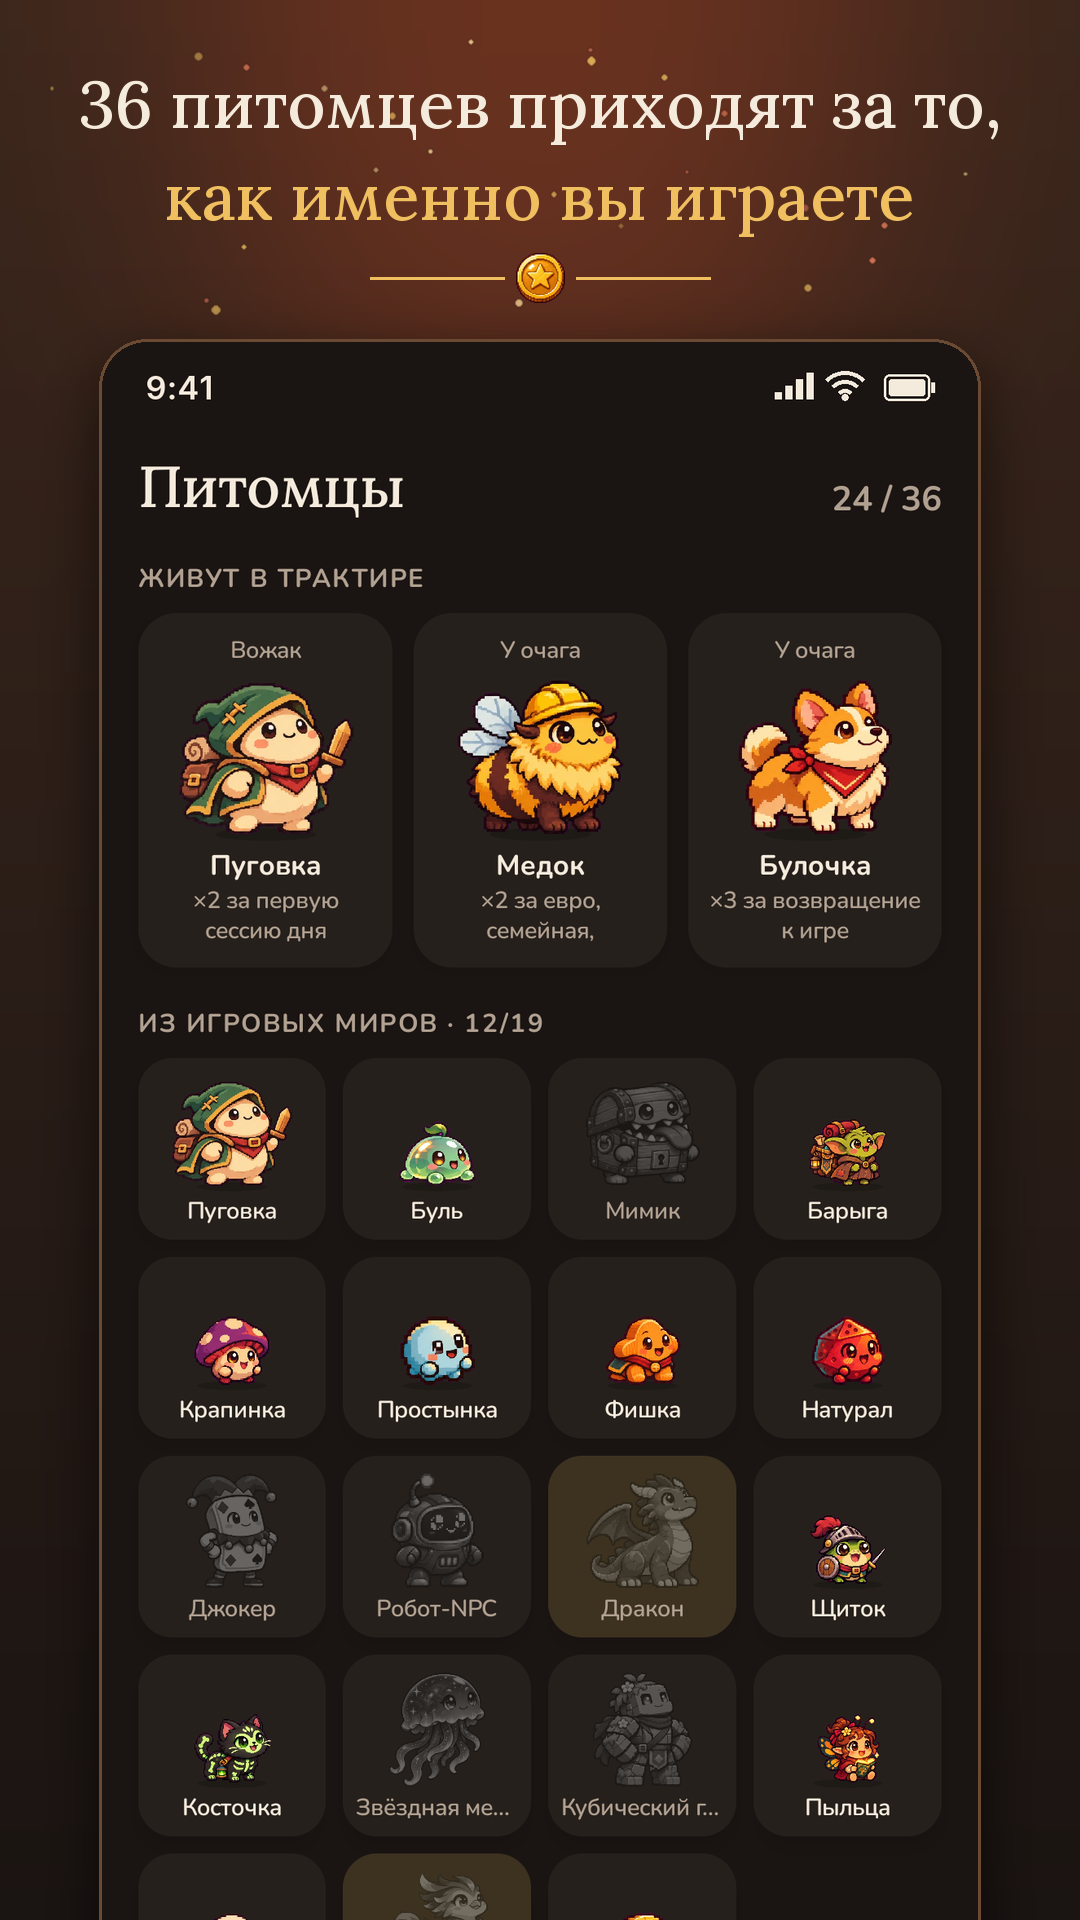 36 питомцев приходят за то,
как именно вы играете
9:41
Питомцы
24 / 36
ЖИВУТ В ТРАКТИРЕ
Вожак
У очага
У очага
Пуговка
Медок
Булочка
×2 за первую
сессию дня
×2 за евро,
семейная,
×3 за возвращение
к игре
ИЗ ИГРОВЫХ МИРОВ · 12/19
Пуговка
Буль
Мимик
Барыга
Крапинка
Простынка
Фишка
Натурал
Джокер
Робот-NPC
Дракон
Щиток
Косточка
Звёздная ме...
Кубический г...
Пыльца